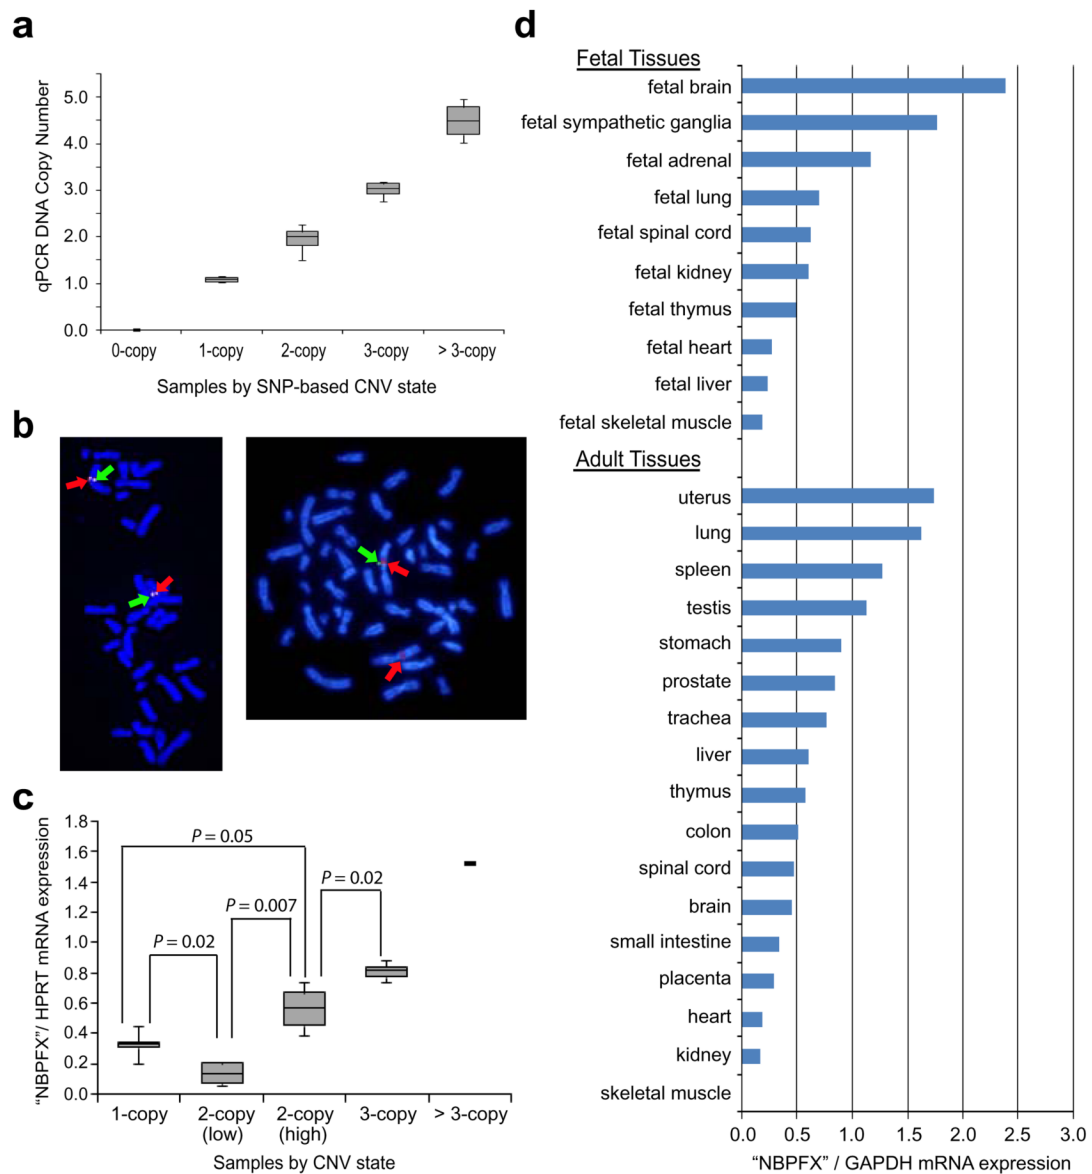 a
qPCR DNA Copy Number
5.0
4.0
3.0
2.0
1.0
0.0
0-copy 1-copy 2-copy 3-copy > 3-copy
Samples by SNP-based CNV state
b
c
“NBPFX”/ HPRT mRNA expression
1.8
1.6
1.4
1.2
1.0
0.8
0.6
0.4
0.2
0.0
P = 0.05
P = 0.02
P = 0.007
P = 0.02
1-copy 2-copy (low) 2-copy (high) 3-copy > 3-copy
Samples by CNV state
d
Fetal Tissues
fetal brain
fetal sympathetic ganglia
fetal adrenal
fetal lung
fetal spinal cord
fetal kidney
fetal thymus
fetal heart
fetal liver
fetal skeletal muscle
Adult Tissues
uterus
lung
spleen
testis
stomach
prostate
trachea
liver
thymus
colon
spinal cord
brain
small intestine
placenta
heart
kidney
skeletal muscle
0.0 0.5 1.0 1.5 2.0 2.5 3.0
“NBPFX” / GAPDH mRNA expression